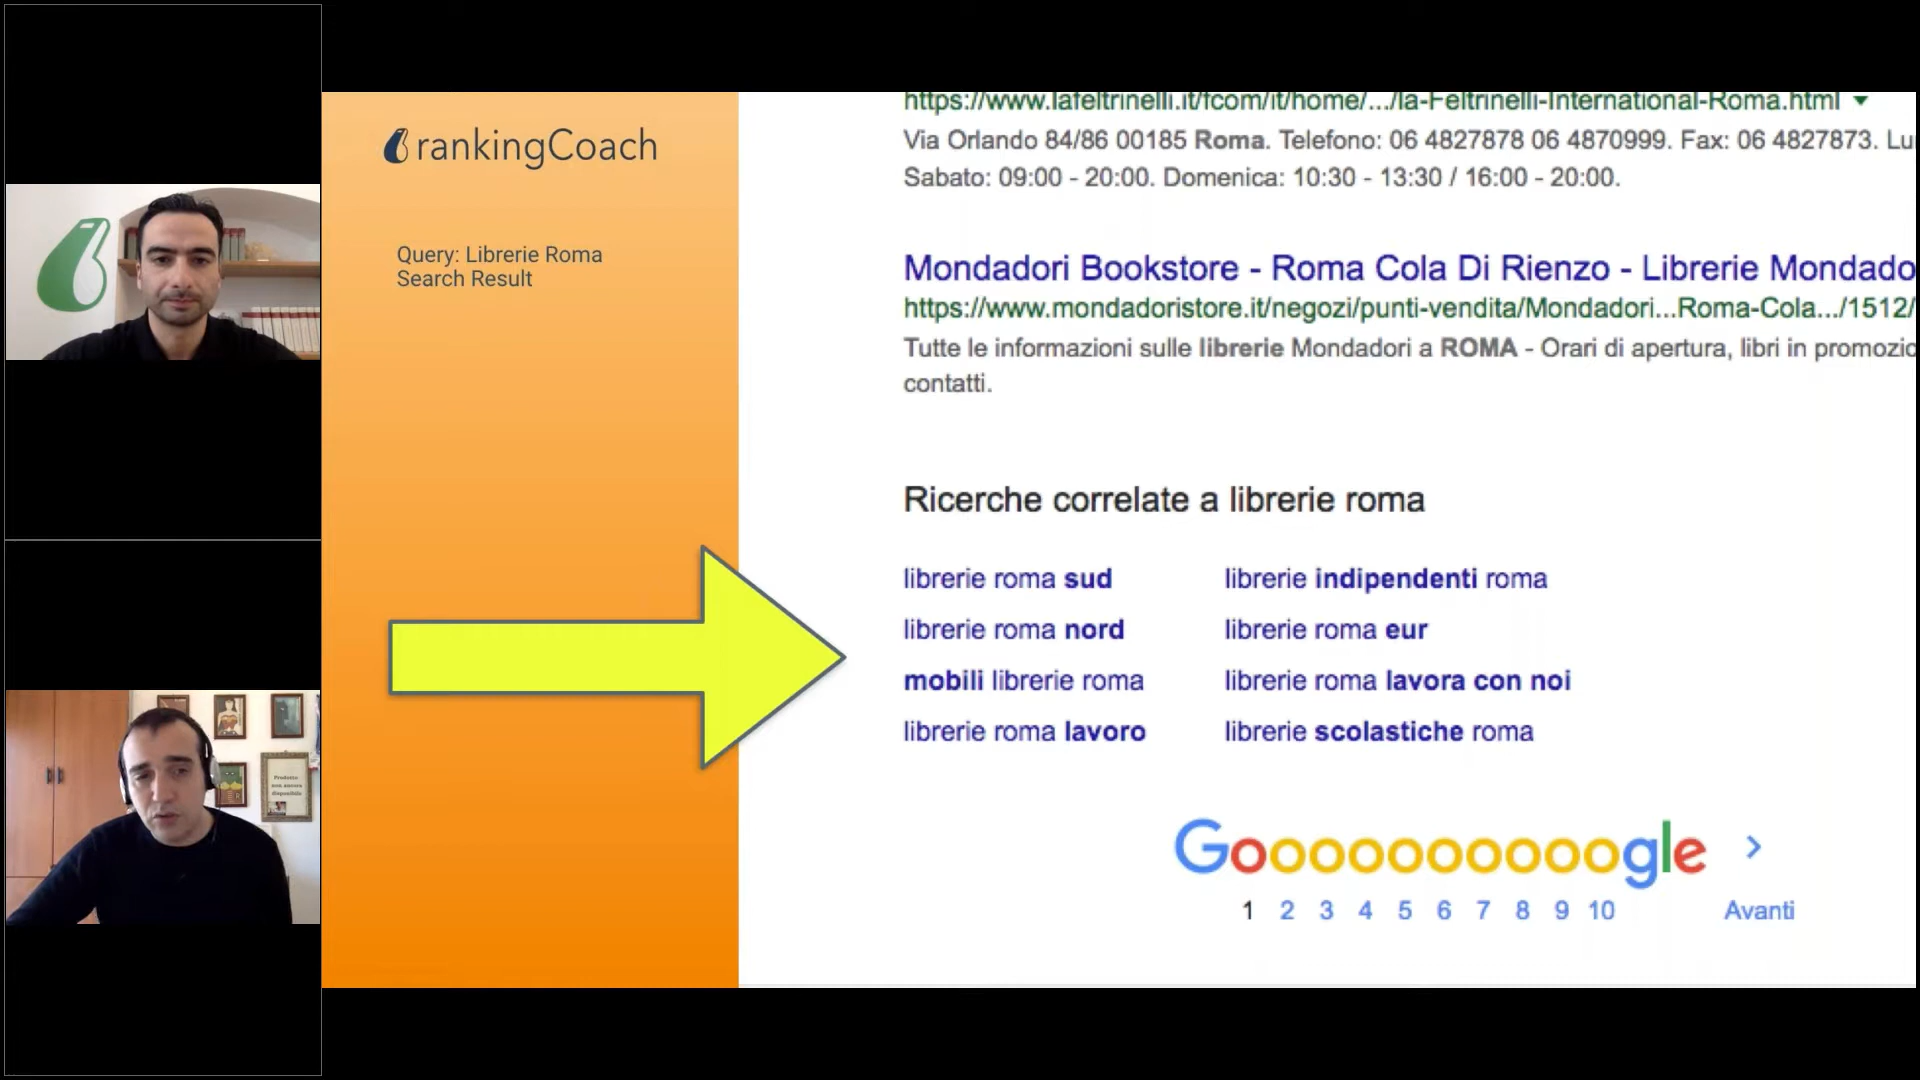 rankingCoach
Query: Librerie Roma
Search Result
https://www.lafeltrinelli.it/fcom/it/home/.../la-Feltrinelli-International-Roma.html
Via Orlando 84/86 00185 Roma. Telefono: 06 4827878 06 4870999. Fax: 06 4827873. Lu
Sabato: 09:00 - 20:00. Domenica: 10:30 - 13:30 / 16:00 - 20:00.
Mondadori Bookstore - Roma Cola Di Rienzo - Librerie Mondado
https://www.mondadoristore.it/negozi/punti-vendita/Mondadori...Roma-Cola.../1512/
Tutte le informazioni sulle librerie Mondadori a ROMA - Orari di apertura, libri in promozio
contatti.
Ricerche correlate a librerie roma
librerie roma sud
librerie indipendenti roma
librerie roma nord
librerie roma eur
mobili librerie roma
librerie roma lavora con noi
librerie roma lavoro
librerie scolastiche roma
Goooooooooogle
1 2 3 4 5 6 7 8 9 10
Avanti
Prodotto
non ancora
disponibile